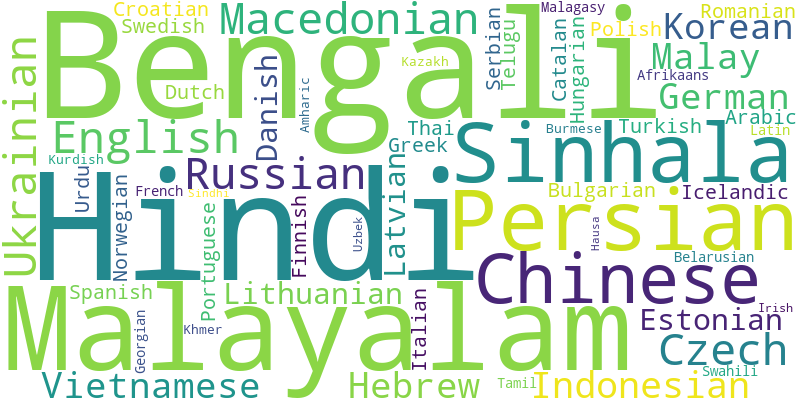 Croatian
Swedish
Macedonian
Bengali
Malagasy
Romanian
Polish
Korean
Serbian
Telugu
Catalan
Hungarian
Malay
Kazakh
Afrikaans
Dutch
Danish
Amharic
German
Arabic
Ukrainian
English
Thai
Greek
Burmese
Turkish
Latin
Sinhala
Kurdish
Urdu
Russian
French
Sindhi
Bulgarian
Icelandic
Hindi
Norwegian
Portuguese
Finnish
Uzbek
Latvian
Persian
Hausa
Chinese
Belarusian
Spanish
Lithuanian
Malayalam
Georgian
Khmer
Italian
Estonian
Irish
Czech
Swahili
Vietnamese
Hebrew
Tamil
Indonesian